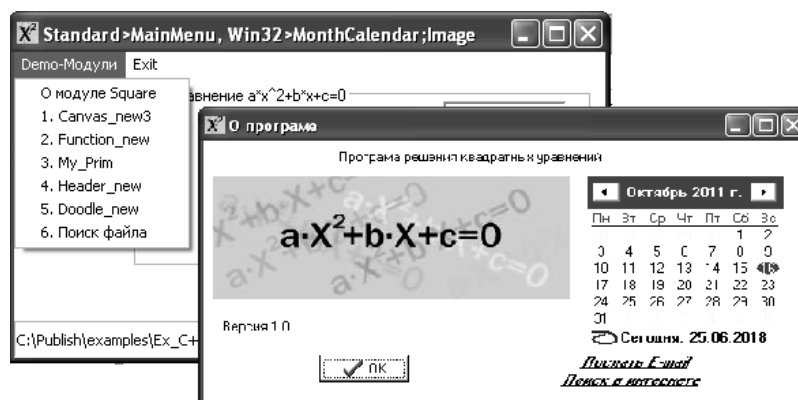 Standard>MainMenu, Win32>MonthCalendar;Image
Demo-Модули Exit
О модуле Square
1. Canvas_new3
2. Function_new
3. My_Prim
4. Header_new
5. Doodle_new
6. Поиск файла
авнение a*x^2+b*x+c=0
C:\Publish\examples\Ex_C+
О програма
Програма решения квадратных уравнений
a·X²+b·X+c=0
Версия 1.0
OK
Октябрь 2011 г.
Пн Вт Ср Чт Пт Сб Вс
1 2
3 4 5 6 7 8 9
10 11 12 13 14 15 16
17 18 19 20 21 22 23
24 25 26 27 28 29 30
31
Сегодня: 25.06.2018
Послать E-mail
Поиск в интернете